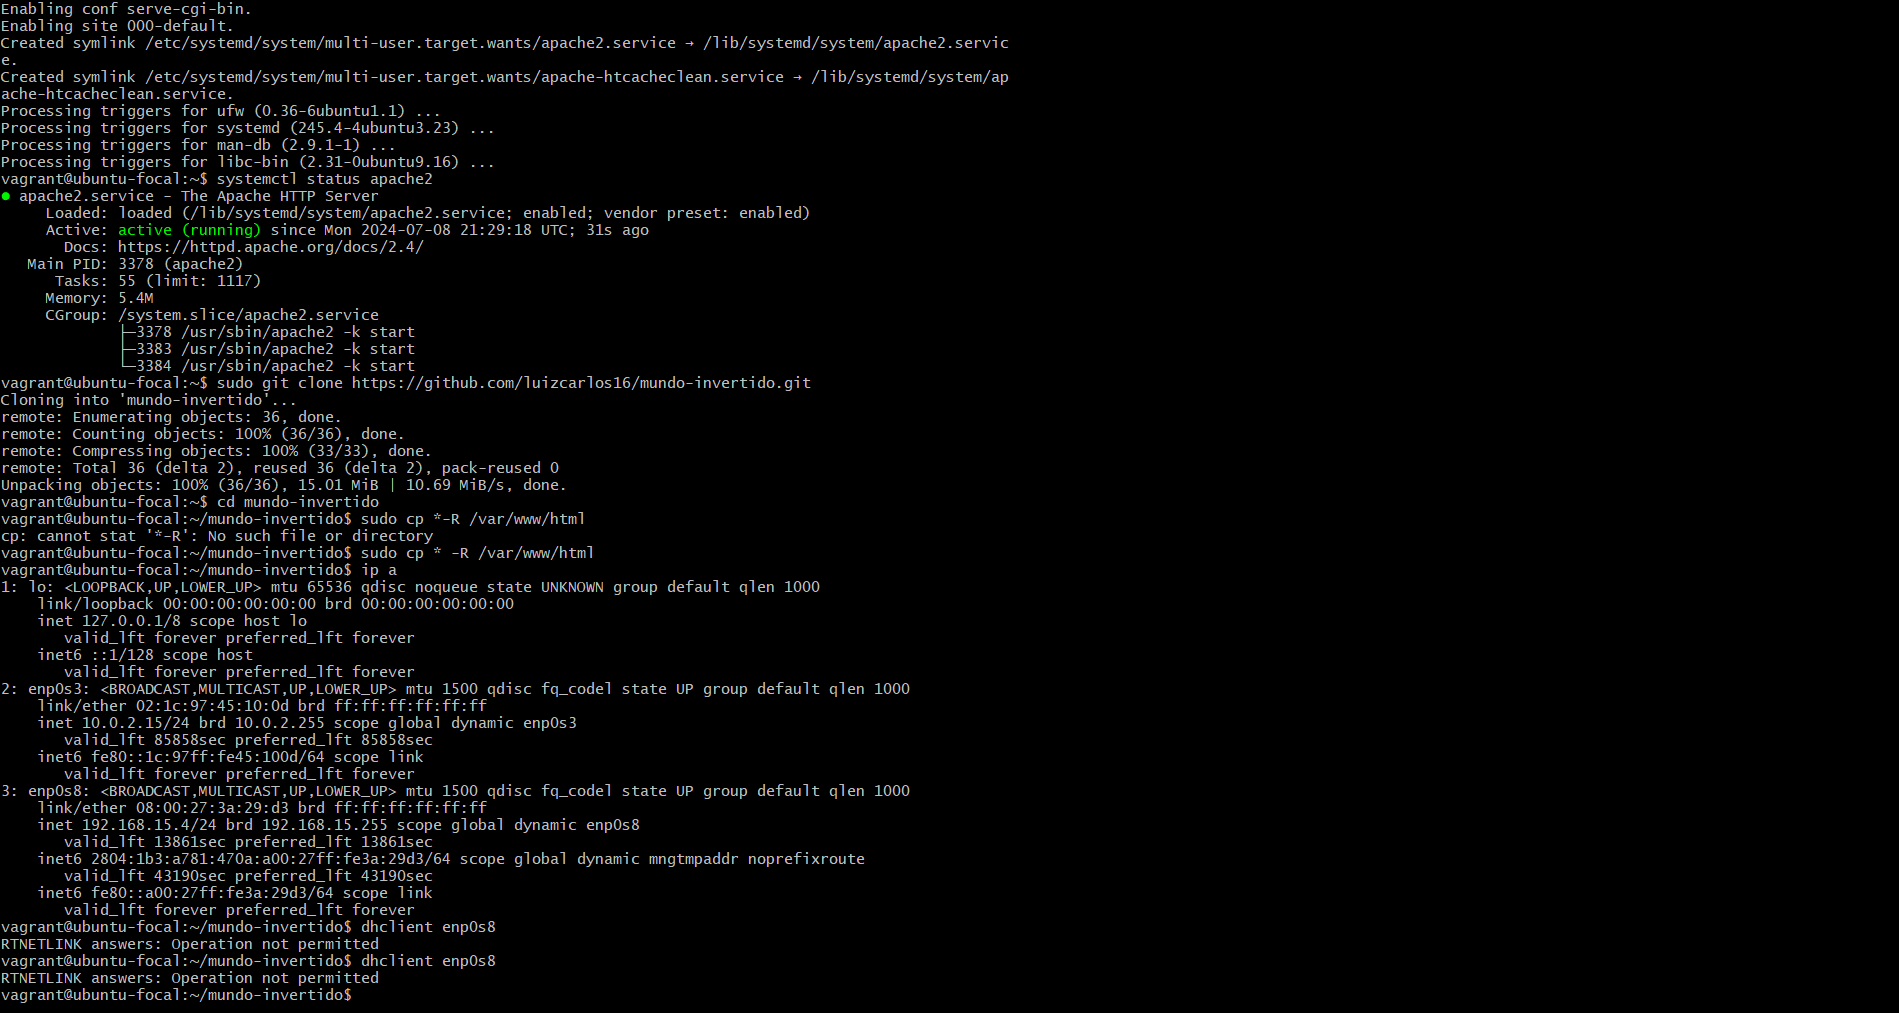 Enabling conf serve-cgi-bin.
Enabling site 000-default.
Created symlink /etc/systemd/system/multi-user.target.wants/apache2.service → /lib/systemd/system/apache2.servic
e.
Created symlink /etc/systemd/system/multi-user.target.wants/apache-htcacheclean.service → /lib/systemd/system/ap
ache-htcacheclean.service.
Processing triggers for ufw (0.36-6ubuntu1.1) ...
Processing triggers for systemd (245.4-4ubuntu3.23) ...
Processing triggers for man-db (2.9.1-1) ...
Processing triggers for libc-bin (2.31-0ubuntu9.16) ...
vagrant@ubuntu-focal:~$ systemctl status apache2
● apache2.service - The Apache HTTP Server
     Loaded: loaded (/lib/systemd/system/apache2.service; enabled; vendor preset: enabled)
     Active: active (running) since Mon 2024-07-08 21:29:18 UTC; 31s ago
       Docs: https://httpd.apache.org/docs/2.4/
   Main PID: 3378 (apache2)
      Tasks: 55 (limit: 1117)
     Memory: 5.4M
     CGroup: /system.slice/apache2.service
             ├─3378 /usr/sbin/apache2 -k start
             ├─3383 /usr/sbin/apache2 -k start
             └─3384 /usr/sbin/apache2 -k start
vagrant@ubuntu-focal:~$ sudo git clone https://github.com/luizcarlos16/mundo-invertido.git
Cloning into 'mundo-invertido'...
remote: Enumerating objects: 36, done.
remote: Counting objects: 100% (36/36), done.
remote: Compressing objects: 100% (33/33), done.
remote: Total 36 (delta 2), reused 36 (delta 2), pack-reused 0
Unpacking objects: 100% (36/36), 15.01 MiB | 10.69 MiB/s, done.
vagrant@ubuntu-focal:~$ cd mundo-invertido
vagrant@ubuntu-focal:~/mundo-invertido$ sudo cp *-R /var/www/html
cp: cannot stat '*-R': No such file or directory
vagrant@ubuntu-focal:~/mundo-invertido$ sudo cp * -R /var/www/html
vagrant@ubuntu-focal:~/mundo-invertido$ ip a
1: lo: <LOOPBACK,UP,LOWER_UP> mtu 65536 qdisc noqueue state UNKNOWN group default qlen 1000
    link/loopback 00:00:00:00:00:00 brd 00:00:00:00:00:00
    inet 127.0.0.1/8 scope host lo
       valid_lft forever preferred_lft forever
    inet6 ::1/128 scope host
       valid_lft forever preferred_lft forever
2: enp0s3: <BROADCAST,MULTICAST,UP,LOWER_UP> mtu 1500 qdisc fq_codel state UP group default qlen 1000
    link/ether 02:1c:97:45:10:0d brd ff:ff:ff:ff:ff:ff
    inet 10.0.2.15/24 brd 10.0.2.255 scope global dynamic enp0s3
       valid_lft 85858sec preferred_lft 85858sec
    inet6 fe80::1c:97ff:fe45:100d/64 scope link
       valid_lft forever preferred_lft forever
3: enp0s8: <BROADCAST,MULTICAST,UP,LOWER_UP> mtu 1500 qdisc fq_codel state UP group default qlen 1000
    link/ether 08:00:27:3a:29:d3 brd ff:ff:ff:ff:ff:ff
    inet 192.168.15.4/24 brd 192.168.15.255 scope global dynamic enp0s8
       valid_lft 13861sec preferred_lft 13861sec
    inet6 2804:1b3:a781:470a:a00:27ff:fe3a:29d3/64 scope global dynamic mngtmpaddr noprefixroute
       valid_lft 43190sec preferred_lft 43190sec
    inet6 fe80::a00:27ff:fe3a:29d3/64 scope link
       valid_lft forever preferred_lft forever
vagrant@ubuntu-focal:~/mundo-invertido$ dhclient enp0s8
RTNETLINK answers: Operation not permitted
vagrant@ubuntu-focal:~/mundo-invertido$ dhclient enp0s8
RTNETLINK answers: Operation not permitted
vagrant@ubuntu-focal:~/mundo-invertido$